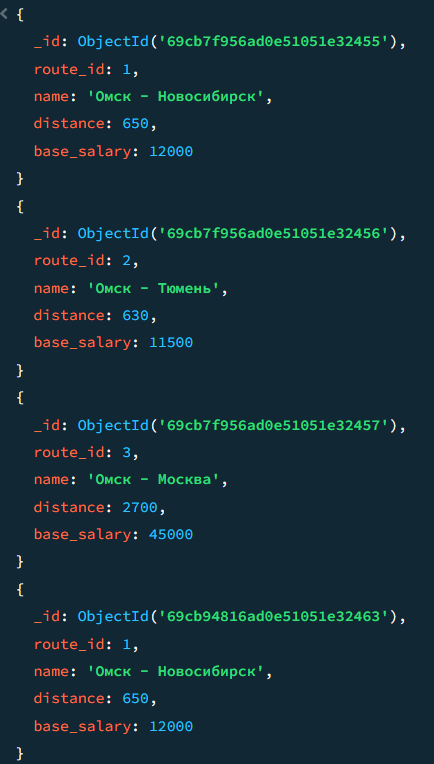 {
_id: ObjectId('69cb7f956ad0e51051e32455'),
route_id: 1,
name: 'Омск - Новосибирск',
distance: 650,
base_salary: 12000
}
{
_id: ObjectId('69cb7f956ad0e51051e32456'),
route_id: 2,
name: 'Омск - Тюмень',
distance: 630,
base_salary: 11500
}
{
_id: ObjectId('69cb7f956ad0e51051e32457'),
route_id: 3,
name: 'Омск - Москва',
distance: 2700,
base_salary: 45000
}
{
_id: ObjectId('69cb94816ad0e51051e32463'),
route_id: 1,
name: 'Омск - Новосибирск',
distance: 650,
base_salary: 12000
}